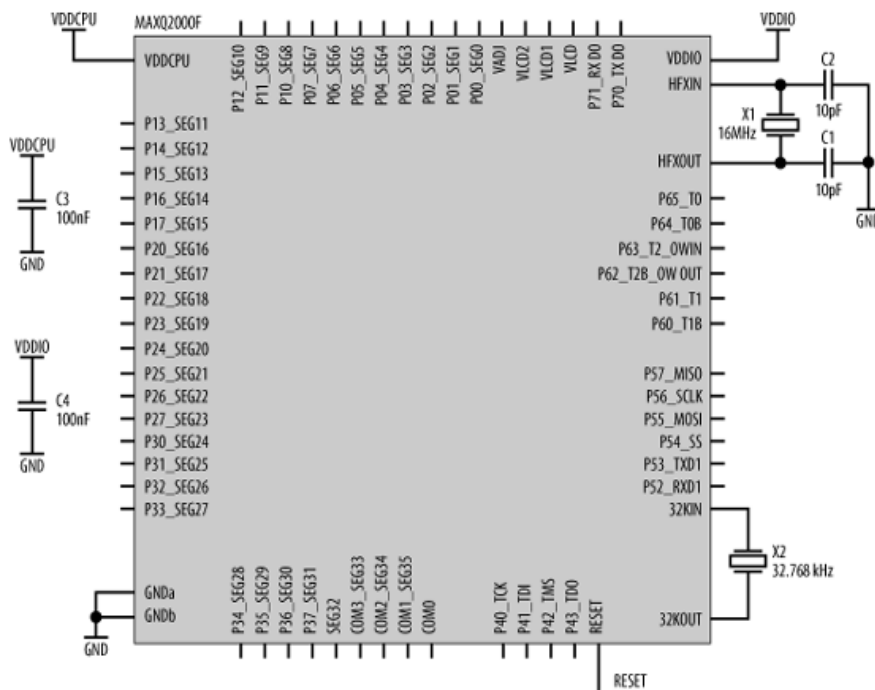 MAXQ2000F
VDDCPU
VDDIO
VDDCPU
P12_SEG10
P11_SEG9
P10_SEG8
P07_SEG7
P06_SEG6
P05_SEG5
P04_SEG4
P03_SEG3
P02_SEG2
P01_SEG1
P00_SEG0
VADJ
VLCD2
VLCD1
VLCD
P71_RX D0
P70_TX D0
VDDIO
HFXIN
C2
10pF
X1
16MHz
C1
10pF
HFXOUT
GND
P13_SEG11
P14_SEG12
P15_SEG13
P16_SEG14
P17_SEG15
P20_SEG16
P21_SEG17
P22_SEG18
P23_SEG19
P24_SEG20
P25_SEG21
P26_SEG22
P27_SEG23
P30_SEG24
P31_SEG25
P32_SEG26
P33_SEG27
VDDCPU
C3
100nF
GND
VDDIO
C4
100nF
GND
P65_T0
P64_T0B
P63_T2_OWIN
P62_T2B_OW OUT
P61_T1
P60_T1B
P57_MISO
P56_SCLK
P55_MOSI
P54_SS
P53_TXD1
P52_RXD1
32KIN
X2
32.768 kHz
32KOUT
GNDa
GNDb
GND
P34_SEG28
P35_SEG29
P36_SEG30
P37_SEG31
SEG32
COM3_SEG33
COM2_SEG34
COM1_SEG35
COM0
P40_TCK
P41_TDI
P42_TMS
P43_TDO
RESET
RESET